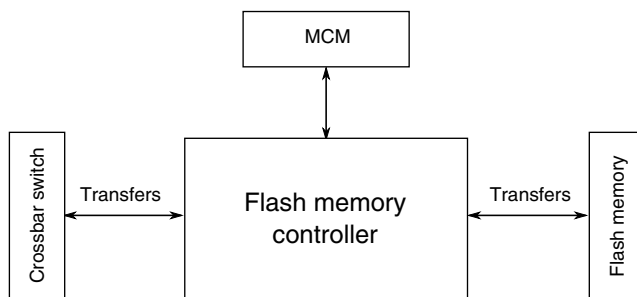 MCM
Crossbar switch
Transfers
Flash memory
controller
Transfers
Flash memory